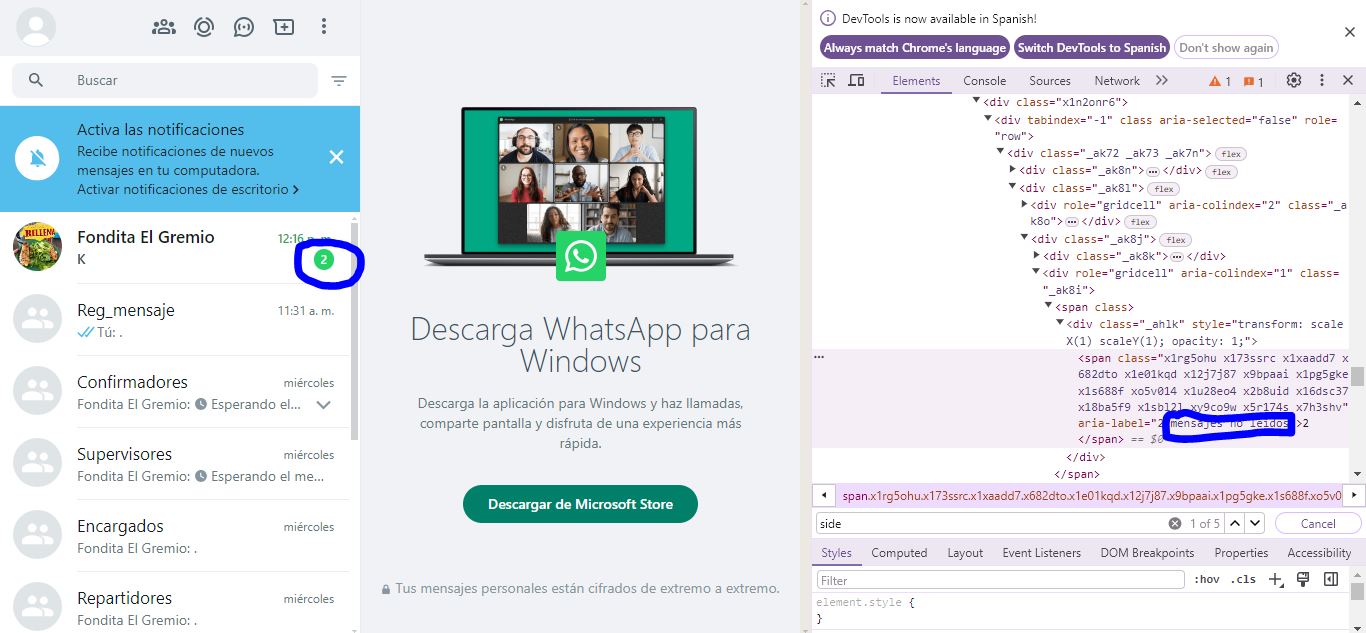 Buscar
Activa las notificaciones
Recibe notificaciones de nuevos
mensajes en tu computadora.
Activar notificaciones de escritorio >
Fondita El Gremio
12:16
K
2
Reg_mensaje
11:31 a. m.
Tú: .
Confirmadores
miércoles
Fondita El Gremio: Esperando el...
Supervisores
miércoles
Fondita El Gremio: Esperando el me...
Encargados
miércoles
Fondita El Gremio: .
Repartidores
miércoles
Fondita El Gremio: .
Descarga WhatsApp para
Windows
Descarga la aplicación para Windows y haz llamadas,
comparte pantalla y disfruta de una experiencia más
rápida.
Descargar de Microsoft Store
Tus mensajes personales están cifrados de extremo a extremo.
DevTools is now available in Spanish!
Always match Chrome's language
Switch DevTools to Spanish
Don't show again
Elements Console Sources Network >> 1 1
<div class="x1n2onr6">
<div tabindex="-1" class aria-selected="false" role=
"row">
<div class="_ak72 _ak73 _ak7n"> flex
<div class="_ak8n"> ... </div> flex
<div class="_ak8l"> flex
<div role="gridcell" aria-colindex="2" class="_a
k8o"> ... </div> flex
<div class="_ak8j"> flex
<div class="_ak8k"> ... </div>
<div role="gridcell" aria-colindex="1" class=
"_ak8i">
<span class>
<div class="_ahlk" style="transform: scale
X(1) scaleY(1); opacity: 1;">
<span class="x1rg5ohu x173ssrc x1xaadd7 x
682dto x1e01kqd x12j7j87 x9bpaai x1pg5gke
x1s688f xo5v014 x1u28eo4 x2b8uid x16dsc37
x18ba5f9 x1sbl2l xy9co9w x5r174s x7h3shv"
aria-label="2 mensajes no leídos">2
</span> == $0
</div>
</span>
span.x1rg5ohu.x173ssrc.x1xaadd7.x682dto.x1e01kqd.x12j7j87.x9bpaai.x1pg5gke.x1s688f.xo5v0
side
1 of 5
Cancel
Styles Computed Layout Event Listeners DOM Breakpoints Properties Accessibility
Filter
:hov .cls
element.style {
}